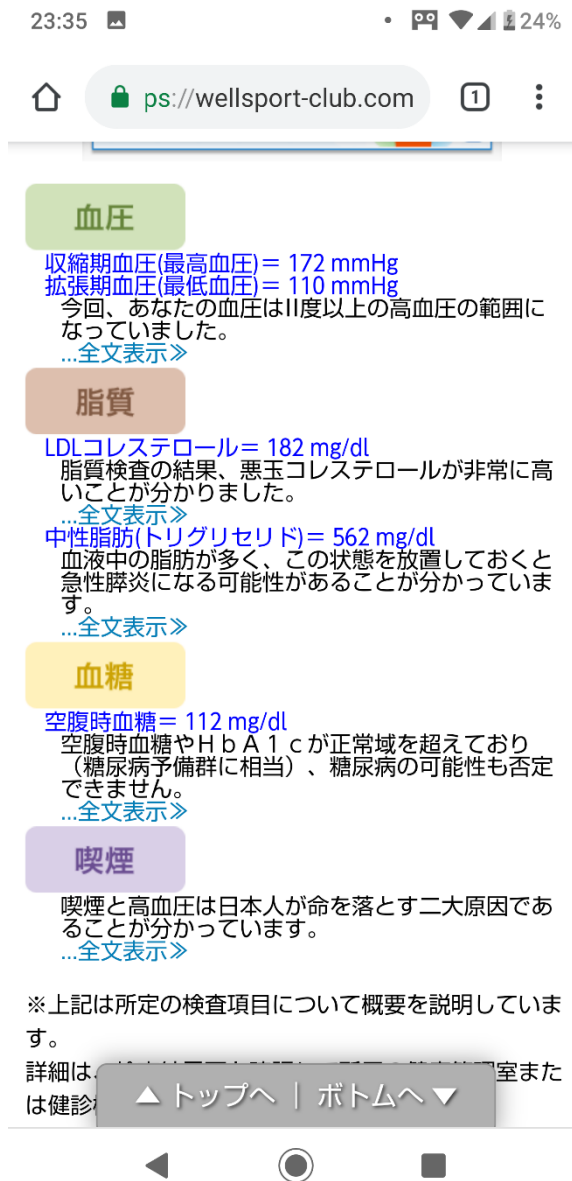 23:35
24%
ps://wellsport-club.com
1
血圧
収縮期血圧(最高血圧)＝ 172 mmHg
拡張期血圧(最低血圧)＝ 110 mmHg
今回、あなたの血圧はII度以上の高血圧の範囲に
なっていました。
...全文表示≫
脂質
LDLコレステロール＝ 182 mg/dl
脂質検査の結果、悪玉コレステロールが非常に高
いことが分かりました。
...全文表示≫
中性脂肪(トリグリセリド)＝ 562 mg/dl
血液中の脂肪が多く、この状態を放置しておくと
急性膵炎になる可能性があることが分かっていま
す。
...全文表示≫
血糖
空腹時血糖＝ 112 mg/dl
空腹時血糖やＨｂＡ１ｃが正常域を超えており
（糖尿病予備群に相当）、糖尿病の可能性も否定
できません。
...全文表示≫
喫煙
喫煙と高血圧は日本人が命を落とす二大原因であ
ることが分かっています。
...全文表示≫
※上記は所定の検査項目について概要を説明していま
す。
詳細は、室また
は健診
▲ トップへ ｜ ボトムへ ▼